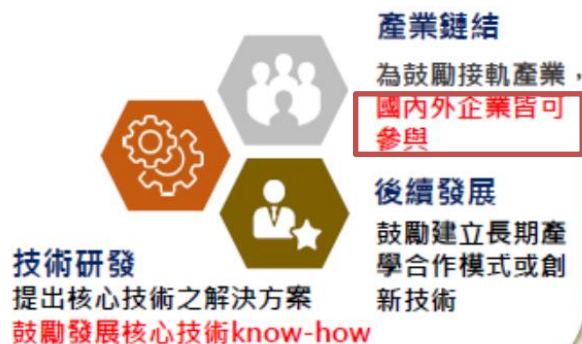 產業鏈結
為鼓勵接軌產業，
國內外企業皆可
參與
後續發展
鼓勵建立長期產
學合作模式或創
新技術
技術研發
提出核心技術之解決方案
鼓勵發展核心技術know-how